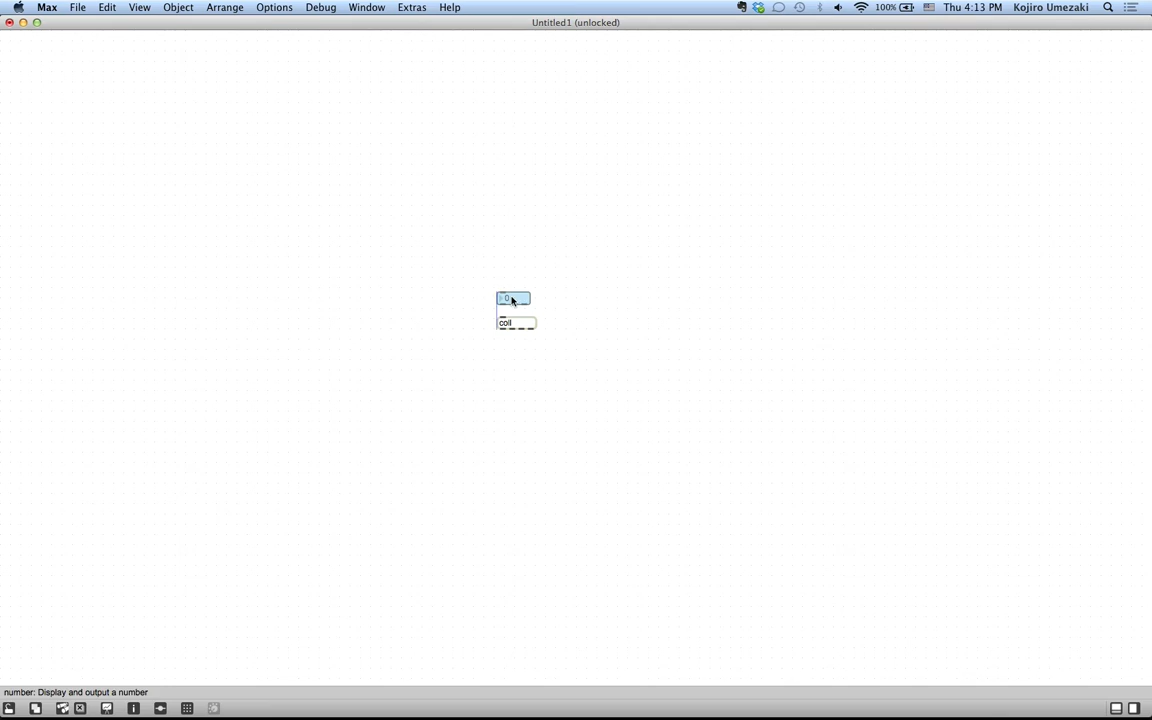 Max File Edit View Object Arrange Options Debug Window Extras Help 100% Thu 4:13 PM Kojiro Umezaki
Untitled1 (unlocked)
0
coll
number: Display and output a number